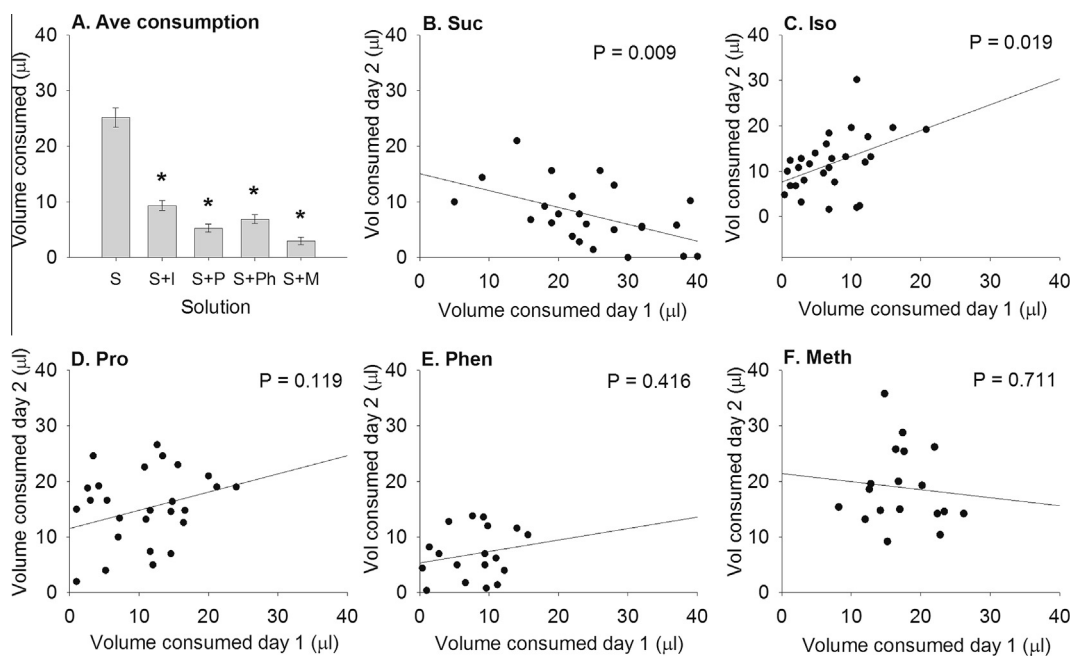 A. Ave consumption
Volume consumed (µl)
40
30
20
10
0
*
*
*
*
S S+I S+P S+Ph S+M
Solution
B. Suc
P = 0.009
Vol consumed day 2 (µl)
40
30
20
10
0
0 10 20 30 40
Volume consumed day 1 (µl)
C. Iso
P = 0.019
Vol consumed day 2 (µl)
40
30
20
10
0
0 10 20 30 40
Volume consumed day 1 (µl)
D. Pro
P = 0.119
Volume consumed day 2 (µl)
40
30
20
10
0
0 10 20 30 40
Volume consumed day 1 (µl)
E. Phen
P = 0.416
Vol consumed day 2 (µl)
40
30
20
10
0
0 10 20 30 40
Volume consumed day 1 (µl)
F. Meth
P = 0.711
Vol consumed day 2 (µl)
40
30
20
10
0
0 10 20 30 40
Volume consumed day 1 (µl)